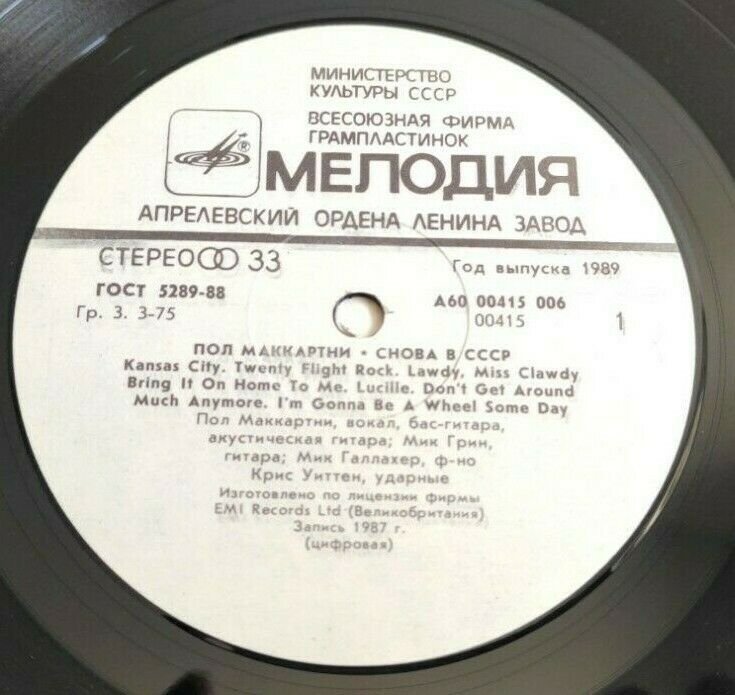 МИНИСТЕРСТВО
КУЛЬТУРЫ СССР
ВСЕСОЮЗНАЯ ФИРМА
ГРАМПЛАСТИНОК
®
МЕЛОДИЯ
АПРЕЛЕВСКИЙ ОРДЕНА ЛЕНИНА ЗАВОД
СТЕРЕО 33
Год выпуска 1989
ГОСТ 5289-88
А60 00415 006
Гр. 3. 3-75
00415
1
ПОЛ МАККАРТНИ • СНОВА В СССР
Kansas City. Twenty Flight Rock. Lawdy, Miss Clawdy
Bring It On Home To Me. Lucille. Don't Get Around
Much Anymore. I'm Gonna Be A Wheel Some Day
Пол Маккартни, вокал, бас-гитара,
акустическая гитара; Мик Грин,
гитара; Мик Галлахер, ф-но
Крис Уиттен, ударные
Изготовлено по лицензии фирмы
EMI Records Ltd (Великобритания)
Запись 1987 г.
(цифровая)